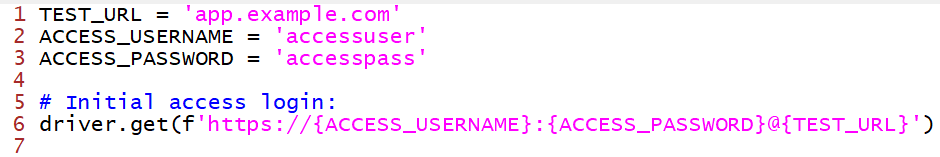 1 TEST_URL = 'app.example.com'
2 ACCESS_USERNAME = 'accessuser'
3 ACCESS_PASSWORD = 'accesspass'
4
5 # Initial access login:
6 driver.get(f'https://{ACCESS_USERNAME}:{ACCESS_PASSWORD}@{TEST_URL}')
7